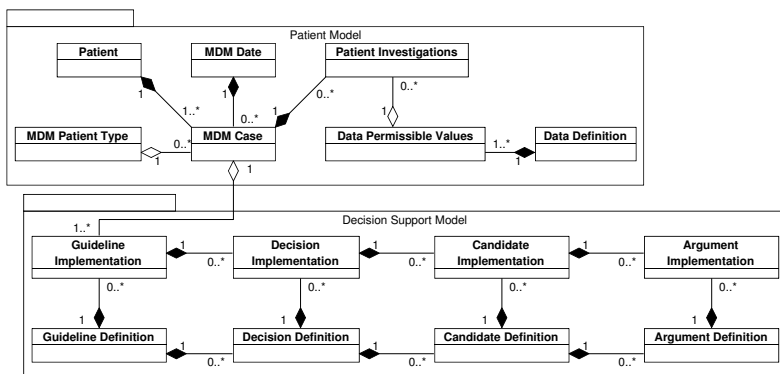 Patient Model
Patient
MDM Date
Patient Investigations
1
1
1
0..*
0..*
1..*
0..*
1
MDM Patient Type
0..*
MDM Case
Data Permissible Values
1..*
Data Definition
1
1
1
Decision Support Model
1..*
Guideline
Implementation
1
0..*
Decision
Implementation
1
0..*
Candidate
Implementation
1
0..*
Argument
Implementation
0..*
0..*
0..*
0..*
1
1
1
1
Guideline Definition
1
0..*
Decision Definition
1
0..*
Candidate Definition
1
0..*
Argument Definition